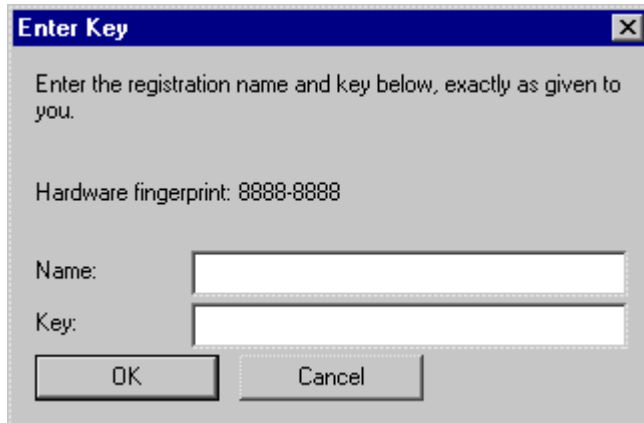 Enter Key
Enter the registration name and key below, exactly as given to
you.
Hardware fingerprint: 8888-8888
Name:
Key:
OK Cancel